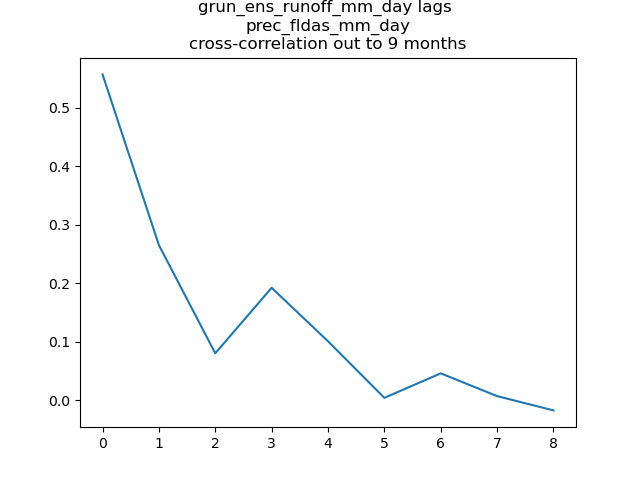 grun_ens_runoff_mm_day lags
prec_fldas_mm_day
cross-correlation out to 9 months
0.5
0.4
0.3
0.2
0.1
0.0
0 1 2 3 4 5 6 7 8